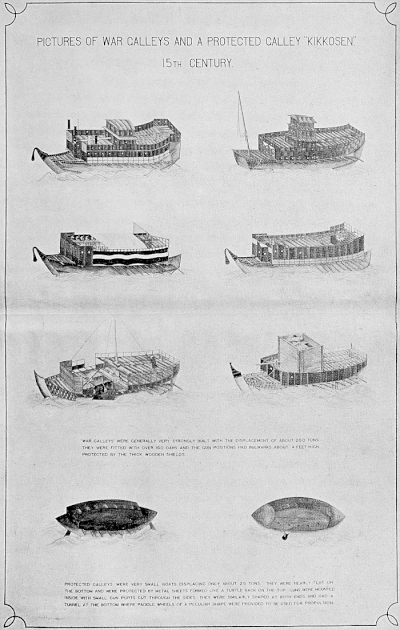 PICTURES OF WAR GALLEYS AND A PROTECTED GALLEY "KIKKOSEN"
15TH CENTURY.
WAR GALLEYS WERE GENERALLY VERY STRONGLY BUILT WITH THE DISPLACEMENT OF ABOUT 200 TONS.
THEY WERE FITTED WITH OVER 100 OARS AND THE GUN POSITIONS HAD BULWARKS ABOUT 4 FEET HIGH,
PROTECTED BY THE THICK WOODEN SHIELDS.
PROTECTED GALLEYS WERE VERY SMALL BOATS DISPLACING ONLY ABOUT 25 TONS. THEY WERE NEARLY FLAT ON
THE BOTTOM AND WERE PROTECTED BY METAL SHEETS FORMED LIKE A TURTLE BACK ON THE TOP. GUNS WERE MOUNTED
INSIDE WITH SMALL GUN PORTS CUT THROUGH THE SIDES. THEY WERE SIMILARLY SHAPED AT BOTH ENDS AND HAD A
TUNNEL AT THE BOTTOM WHERE PADDLE WHEELS OF A PECULIAR SHAPE WERE PROVIDED TO BE USED FOR PROPULSION.